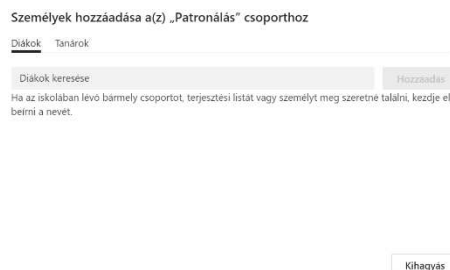 Személyek hozzáadása a(z) „Patronálás” csoporthoz
Diákok Tanárok
Diákok keresése Hozzáadás
Ha az iskolában lévő bármely csoportot, terjesztési listát vagy személyt meg szeretné találni, kezdje el
beírni a nevét.
Kihagyás